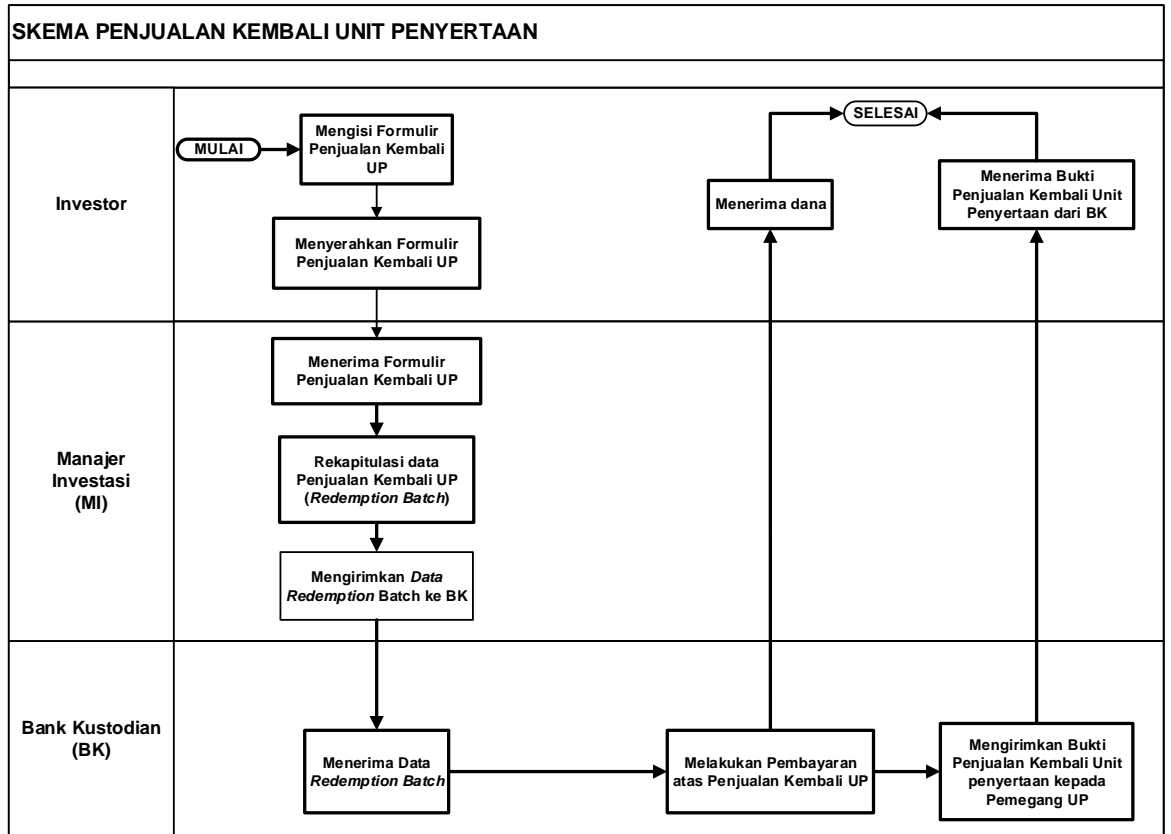 SKEMA PENJUALAN KEMBALI UNIT PENYERTAAN
Investor
MULAI
Mengisi Formulir
Penjualan Kembali
UP
Menyerahkan Formulir
Penjualan Kembali UP
SELESAI
Menerima dana
Menerima Bukti
Penjualan Kembali Unit
Penyertaan dari BK
Manajer
Investasi
(MI)
Menerima Formulir
Penjualan Kembali UP
Rekapitulasi data
Penjualan Kembali UP
(Redemption Batch)
Mengirimkan Data
Redemption Batch ke BK
Bank Kustodian
(BK)
Menerima Data
Redemption Batch
Melakukan Pembayaran
atas Penjualan Kembali UP
Mengirimkan Bukti
Penjualan Kembali Unit
penyertaan kepada
Pemegang UP